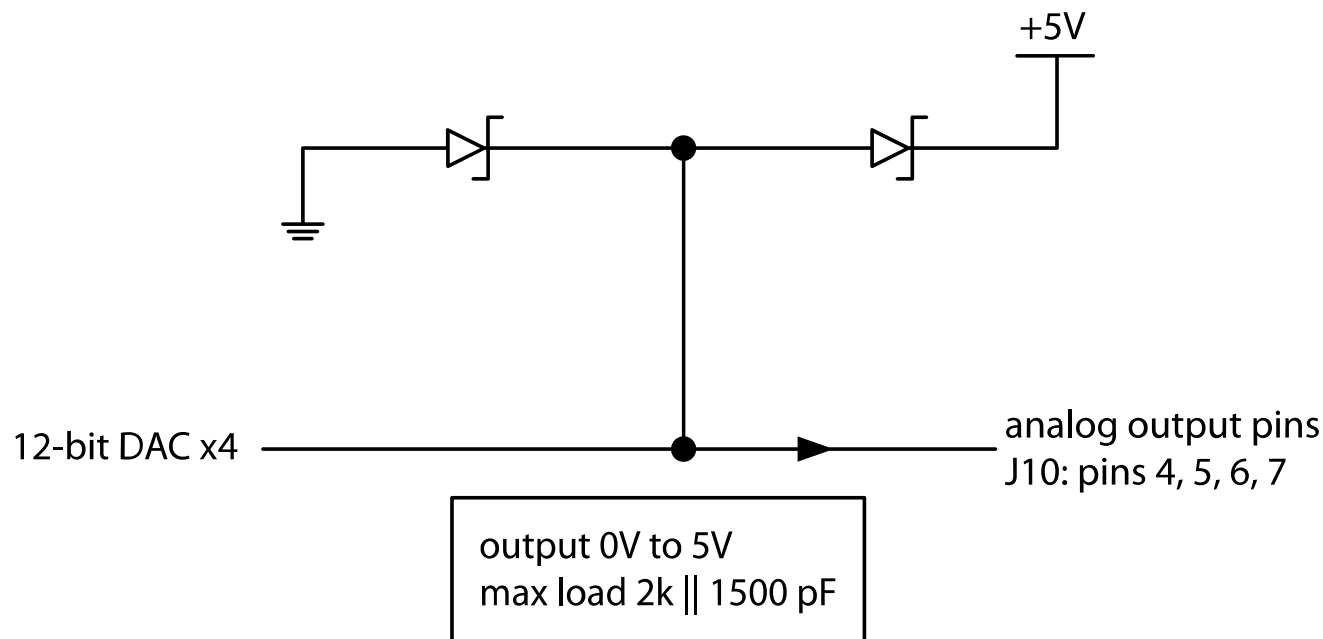 +5V
12-bit DAC x4
analog output pins
J10: pins 4, 5, 6, 7
output 0V to 5V
max load 2k || 1500 pF